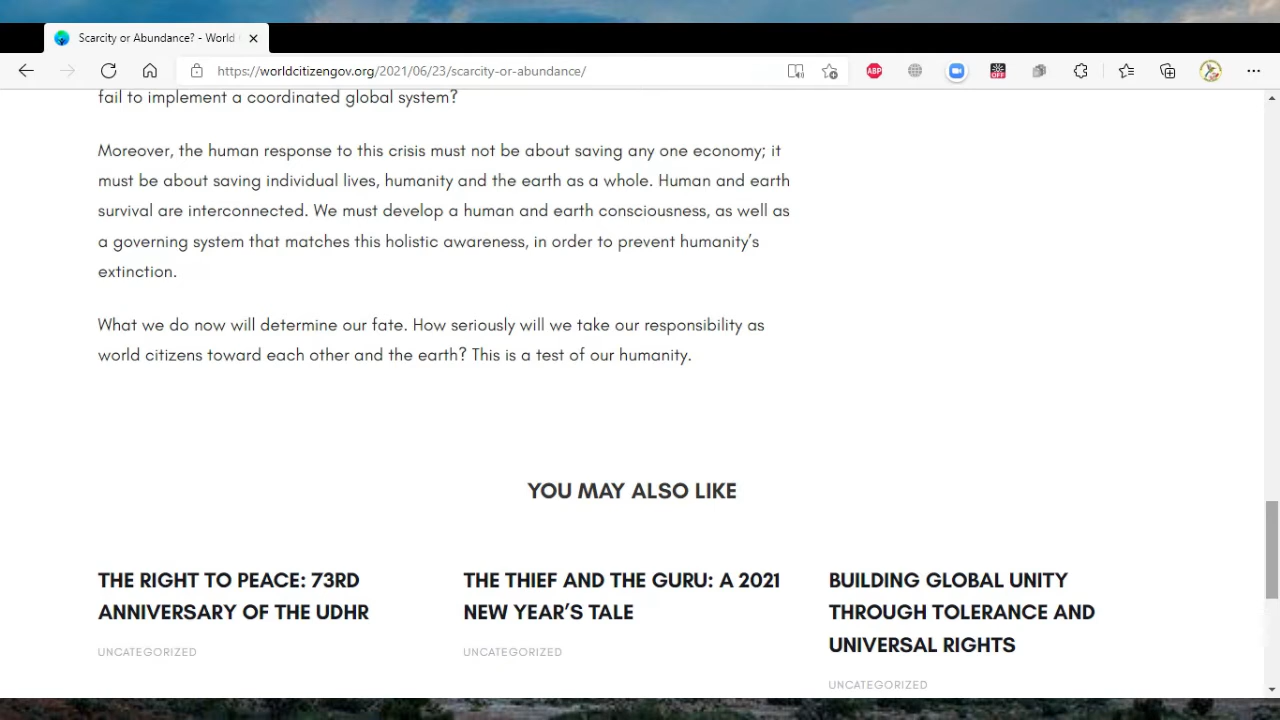 Scarcity or Abundance? - World
https://worldcitizengov.org/2021/06/23/scarcity-or-abundance/
ABP
OFF
fail to implement a coordinated global system?
Moreover, the human response to this crisis must not be about saving any one economy; it
must be about saving individual lives, humanity and the earth as a whole. Human and earth
survival are interconnected. We must develop a human and earth consciousness, as well as
a governing system that matches this holistic awareness, in order to prevent humanity’s
extinction.
What we do now will determine our fate. How seriously will we take our responsibility as
world citizens toward each other and the earth? This is a test of our humanity.
YOU MAY ALSO LIKE
THE RIGHT TO PEACE: 73RD
ANNIVERSARY OF THE UDHR
UNCATEGORIZED
THE THIEF AND THE GURU: A 2021
NEW YEAR’S TALE
UNCATEGORIZED
BUILDING GLOBAL UNITY
THROUGH TOLERANCE AND
UNIVERSAL RIGHTS
UNCATEGORIZED